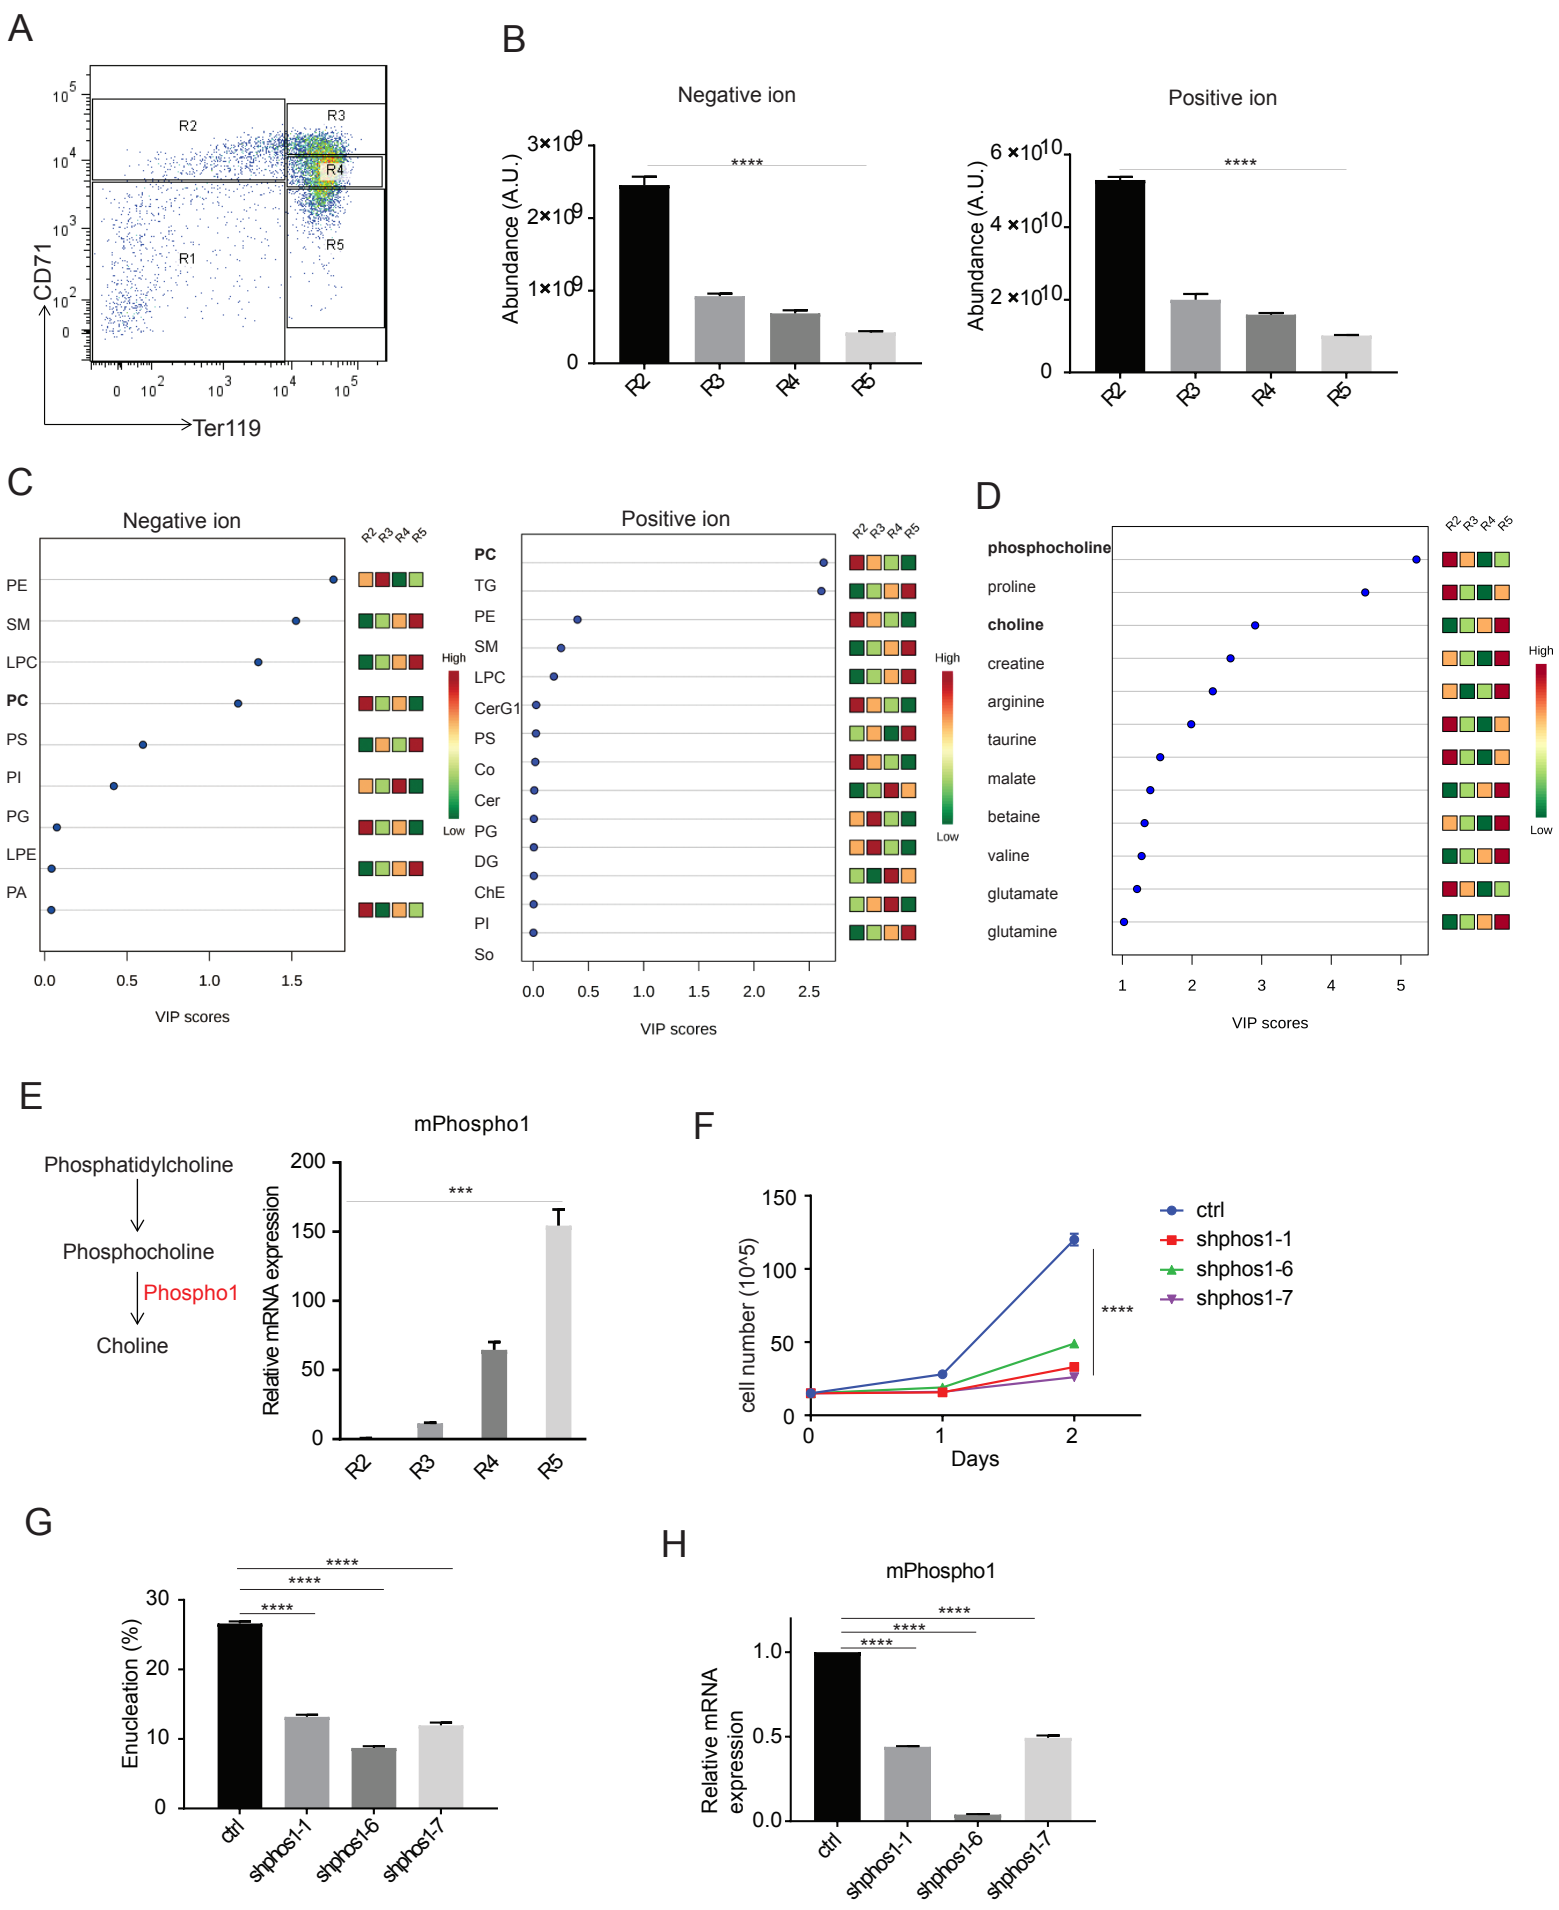 A
10^5
10^4
10^3
10^2
0
CD71
R2
R3
R4
R1
R5
0 10^2 10^3 10^4 10^5
Ter119
B
Negative ion
Abundance (A.U.)
3×10^9
2×10^9
1×10^9
0
****
R2 R3 R4 R5
Positive ion
Abundance (A.U.)
6×10^10
4×10^10
2×10^10
0
****
R2 R3 R4 R5
C
Negative ion
R2 R3 R4 R5
PE
SM
LPC
PC
PS
PI
PG
LPE
PA
High
Low
0.0 0.5 1.0 1.5
VIP scores
Positive ion
R2 R3 R4 R5
PC
TG
PE
SM
LPC
CerG1
PS
Co
Cer
PG
DG
ChE
PI
So
High
Low
0.0 0.5 1.0 1.5 2.0 2.5
VIP scores
D
R2 R3 R4 R5
phosphocholine
proline
choline
creatine
arginine
taurine
malate
betaine
valine
glutamate
glutamine
High
Low
1 2 3 4 5
VIP scores
E
Phosphatidylcholine
Phosphocholine
Phospho1
Choline
mPhospho1
Relative mRNA expression
200
150
100
50
0
***
R2 R3 R4 R5
F
cell number (10^5)
150
100
50
0
0 1 2
Days
****
ctrl
shphos1-1
shphos1-6
shphos1-7
G
Enucleation (%)
30
20
10
0
****
****
****
ctrl shphos1-1 shphos1-6 shphos1-7
H
mPhospho1
Relative mRNA
expression
1.0
0.5
0.0
****
****
****
ctrl shphos1-1 shphos1-6 shphos1-7